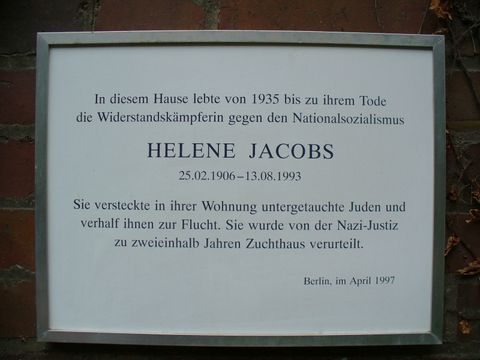 In diesem Hause lebte von 1935 bis zu ihrem Tode
die Widerstandskämpferin gegen den Nationalsozialismus
HELENE JACOBS
25.02.1906–13.08.1993
Sie versteckte in ihrer Wohnung untergetauchte Juden und
verhalf ihnen zur Flucht. Sie wurde von der Nazi-Justiz
zu zweieinhalb Jahren Zuchthaus verurteilt.
Berlin, im April 1997